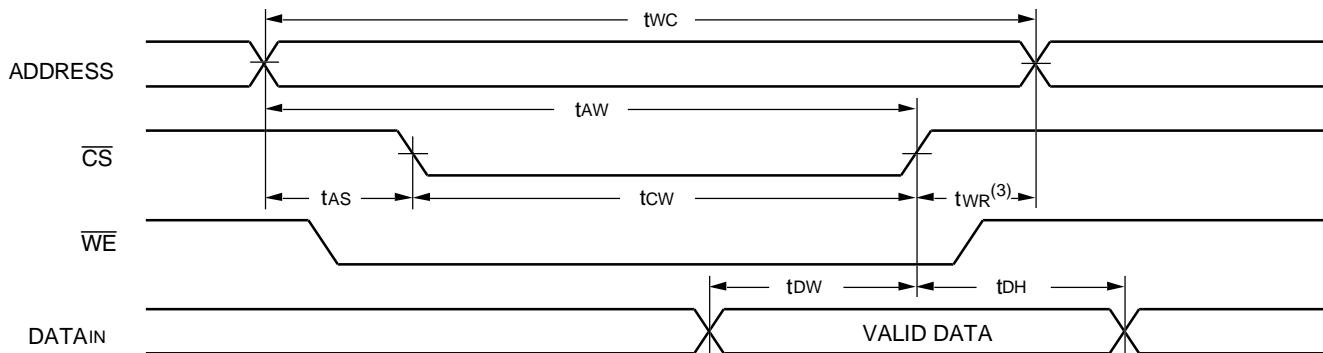 tWC
ADDRESS
tAW
CS
tAS
tCW
tWR(3)
WE
tDW
tDH
DATAIN
VALID DATA